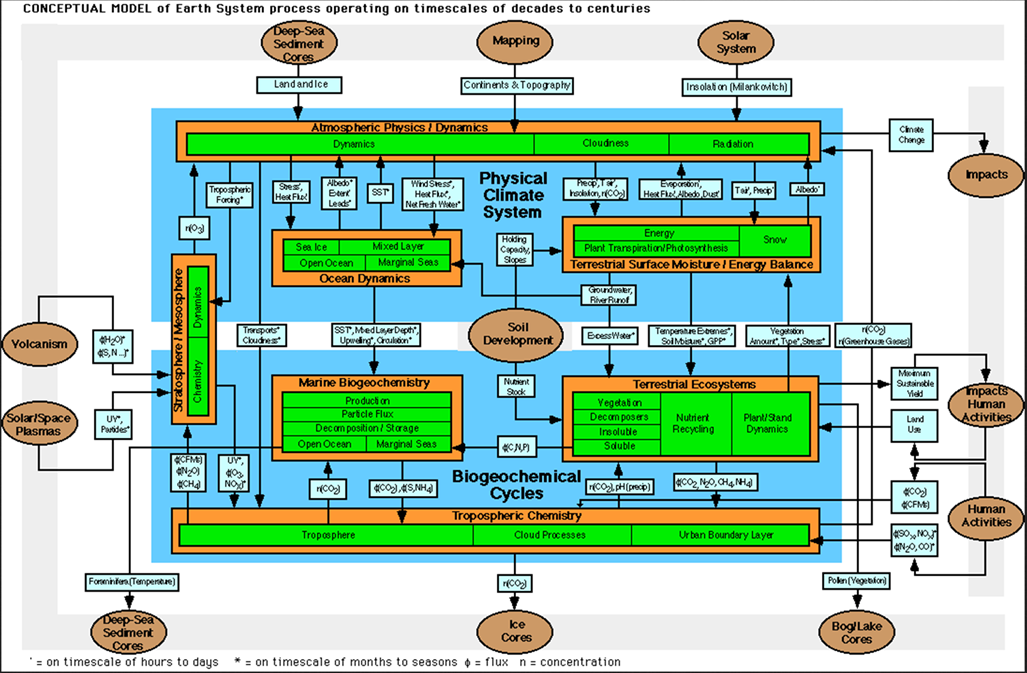 CONCEPTUAL MODEL of Earth System process operating on timescales of decades to centuries
Deep-Sea
Sediment
Cores
Mapping
Solar
System
Land and Ice
Continents & Topography
Insolation (Milankovitch)
Atmospheric Physics / Dynamics
Dynamics
Cloudiness
Radiation
Climate
Change
Impacts
Tropospheric
Forcing*
Stress',
Heat Flux'
Albedo*
Extent*
Leads*
SST*
Wind Stress',
Heat Flux',
Net Fresh Water*
Physical
Climate
System
Precip', Tair',
Insolation, n(CO2)
Evaporation',
Heat Flux', Albedo, Dust'
Tair', Precip'
Albedo*
n(O3)
Sea Ice
Mixed Layer
Open Ocean
Marginal Seas
Ocean Dynamics
Holding
Capacity,
Slopes
Energy
Plant Transpiration/Photosynthesis
Snow
Terrestrial Surface Moisture / Energy Balance
Stratosphere / Mesosphere
Dynamics
Chemistry
Groundwater,
River Runoff
Volcanism
ϕ(H2O)*
ϕ(S, N ...)*
Transports*
Cloudiness*
SST*, Mixed Layer Depth*,
Upwelling*, Circulation*
Soil
Development
Excess Water*
Temperature Extremes*,
Soil Moisture*, GPP*
Vegetation
Amount*, Type*, Stress*
n(CO2)
n(Greenhouse Gases)
Solar/Space
Plasmas
UV*,
Particles*
Marine Biogeochemistry
Production
Particle Flux
Decomposition / Storage
Open Ocean
Marginal Seas
Nutrient
Stock
Terrestrial Ecosystems
Vegetation
Decomposers
Insoluble
Soluble
Nutrient
Recycling
Plant/Stand
Dynamics
Maximum
Sustainable
Yield
Impacts
Human
Activities
Land
Use
ϕ(C,N,P)
ϕ(CFMs)
ϕ(N2O)
ϕ(CH4)
UV*,
ϕ(O3,
NOx)*
Biogeochemical
Cycles
n(CO2)
ϕ(CO2), ϕ(S,NH4)
n(CO2), pH (precip)
ϕ(CO2, N2O, CH4, NH4)
ϕ(CO2)
ϕ(CFMs)
Human
Activities
Tropospheric Chemistry
Troposphere
Cloud Processes
Urban Boundary Layer
ϕ(SOx, NOx)*
ϕ(N2O, CO)*
Foraminifera (Temperature)
n(CO2)
Pollen (Vegetation)
Deep-Sea
Sediment
Cores
Ice
Cores
Bog/Lake
Cores
' = on timescale of hours to days * = on timescale of months to seasons ϕ = flux n = concentration